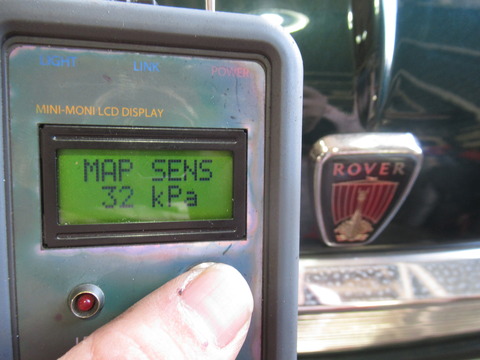 LIGHT LINK POWER
MINI-MONI LCD DISPLAY
MAP SENS
32 kPa
ROVER